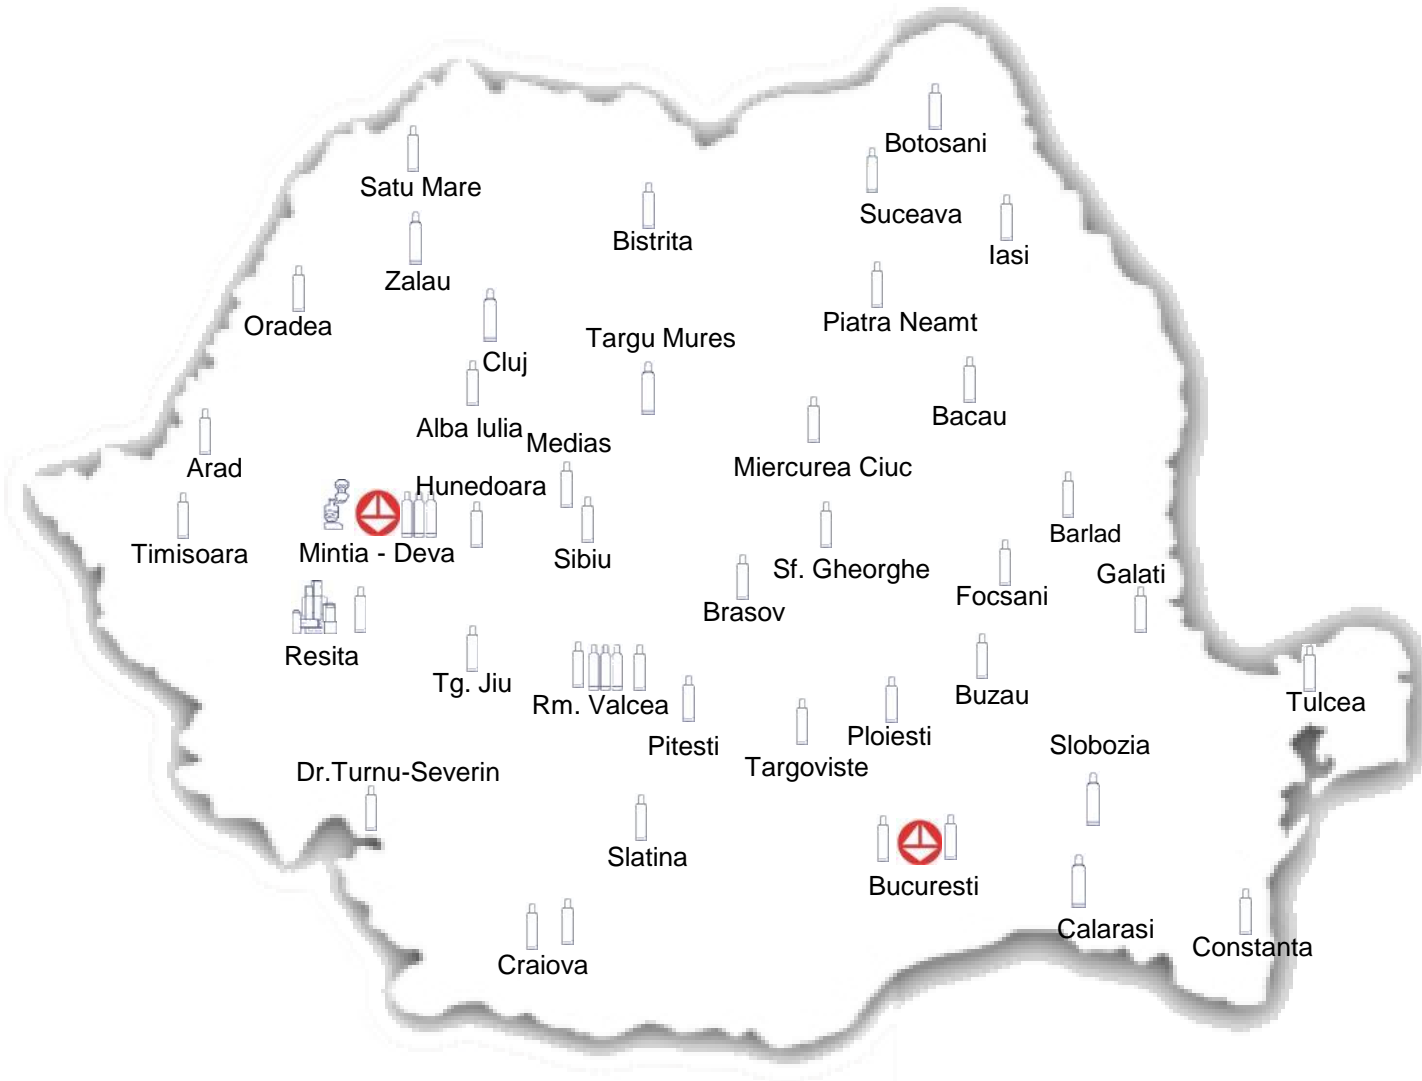 Botosani
Satu Mare
Suceava
Bistrita
Iasi
Zalau
Oradea
Piatra Neamt
Targu Mures
Cluj
Bacau
Alba Iulia
Medias
Arad
Miercurea Ciuc
Hunedoara
Barlad
Timisoara
Mintia - Deva
Sibiu
Sf. Gheorghe
Galati
Focsani
Brasov
Resita
Tg. Jiu
Buzau
Tulcea
Rm. Valcea
Ploiesti
Pitesti
Slobozia
Targoviste
Dr.Turnu-Severin
Slatina
Bucuresti
Calarasi
Constanta
Craiova